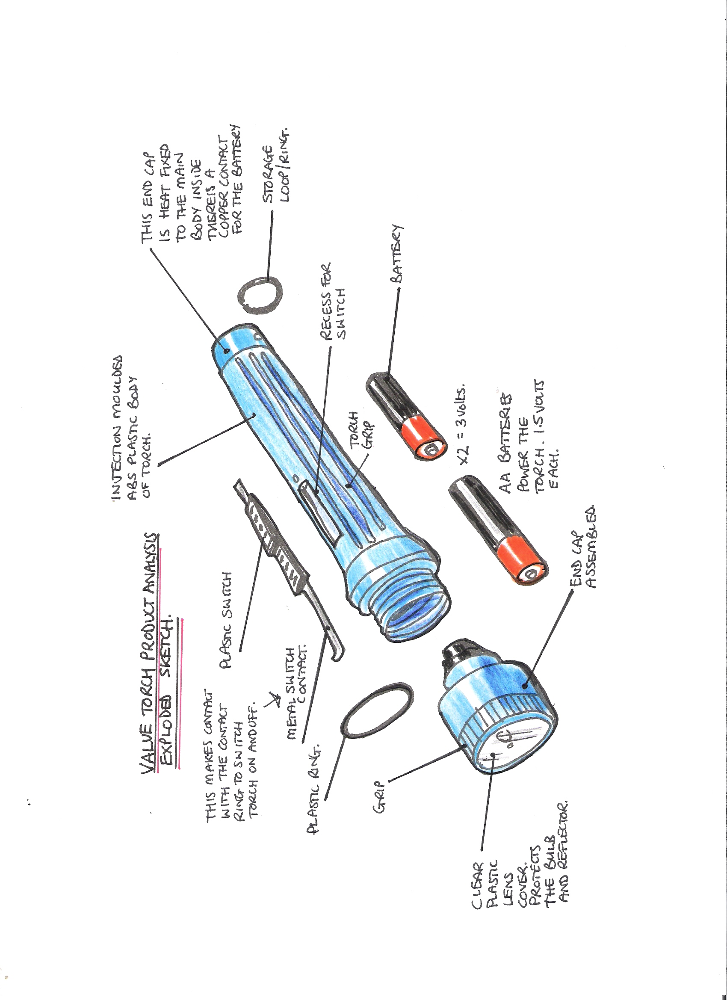 VALUE TORCH PRODUCT ANALYSIS
EXPLODED SKETCH.
INJECTION MOULDED
ABS PLASTIC BODY
OF TORCH.
THIS END CAP
IS HEAT FIXED
TO THE MAIN
BODY INSIDE
THEREIS A
COPPER CONTACT
FOR THE BATTERY
STORAGE
LOOP/RING.
THIS MAKES CONTACT
WITH THE CONTACT
RING TO SWITCH
TORCH ON AND OFF.
PLASTIC SWITCH
METAL SWITCH
CONTACT.
RECESS FOR
SWITCH
PLASTIC RING.
TORCH
GRIP
BATTERY
GRIP
X2 = 3 Volts.
AA BATTERIES
POWER THE
TORCH. 1.5 VOLTS
EACH.
CLEAR
PLASTIC
LENS
COVER.
PROTECTS
THE BULB
AND REFLECTOR.
END CAP
ASSEMBLED.